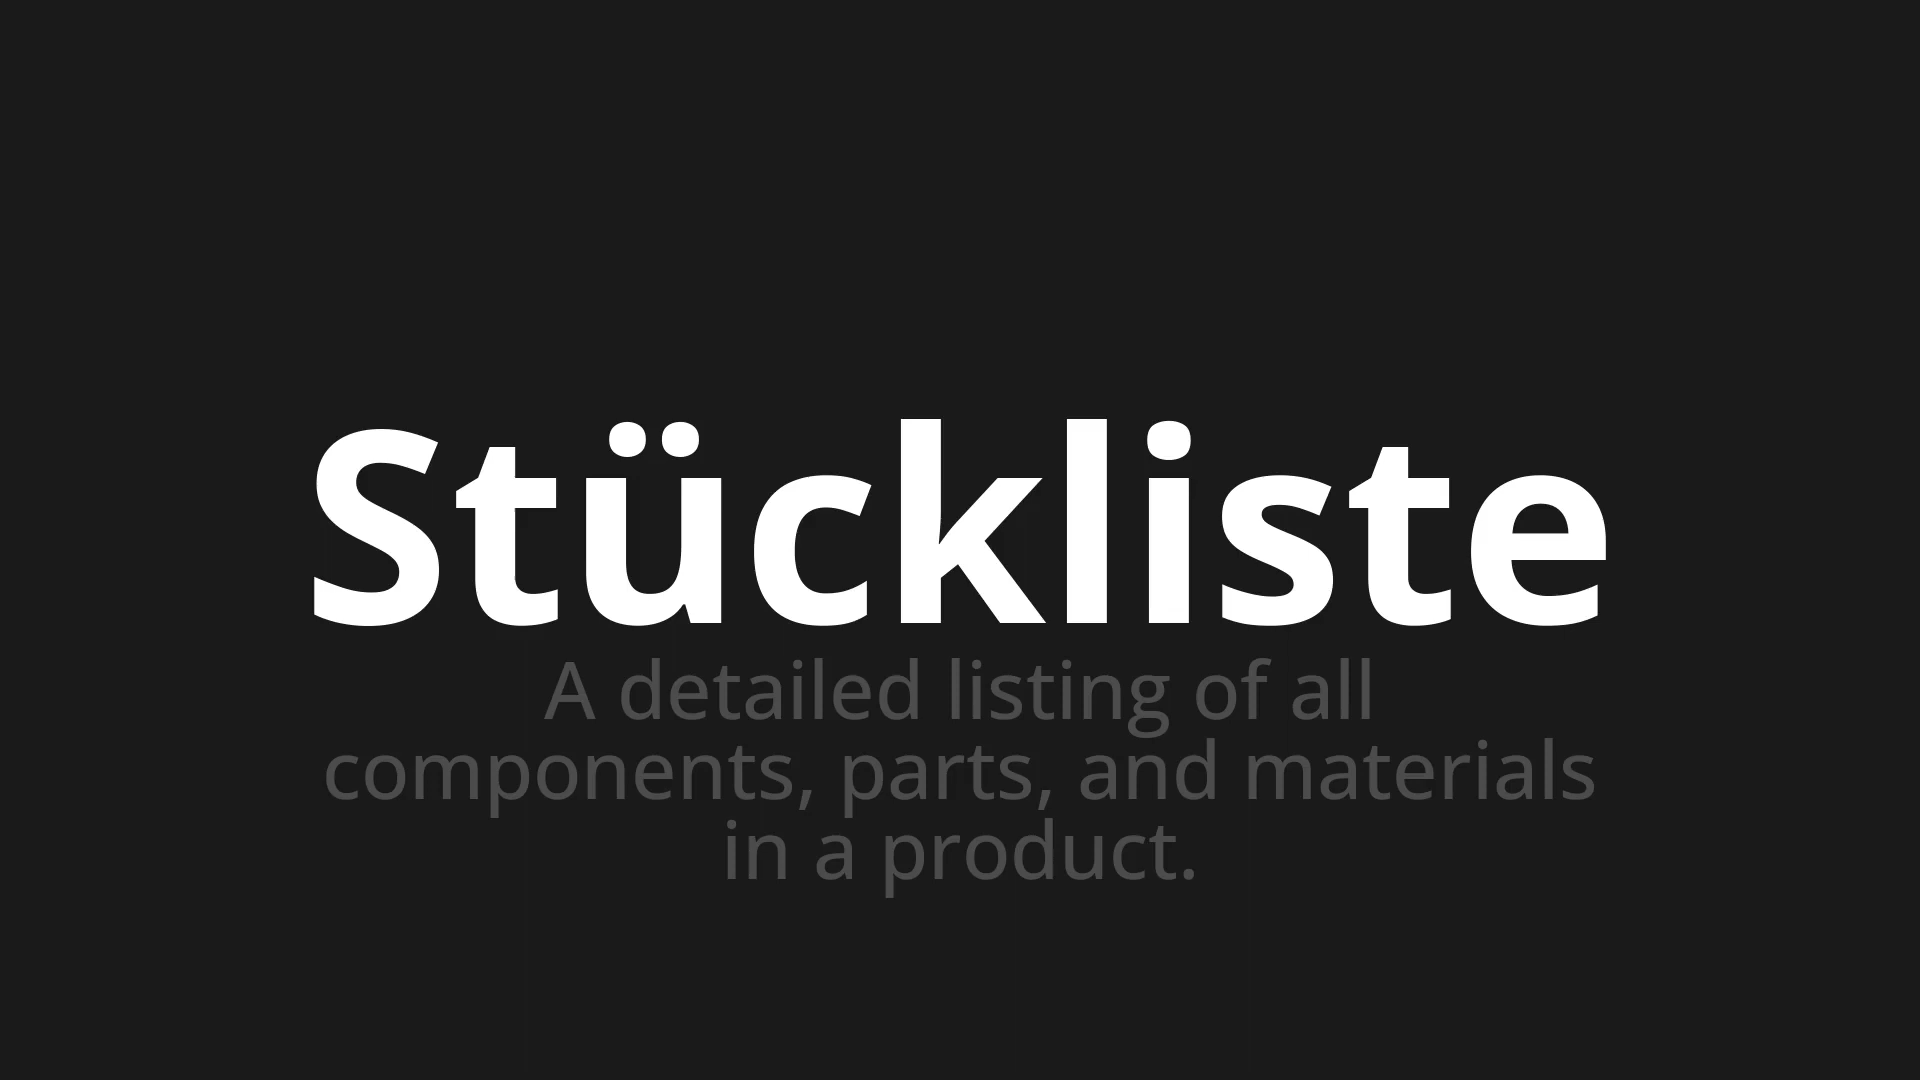 Stückliste
A detailed listing of all
components, parts, and materials
in a product.